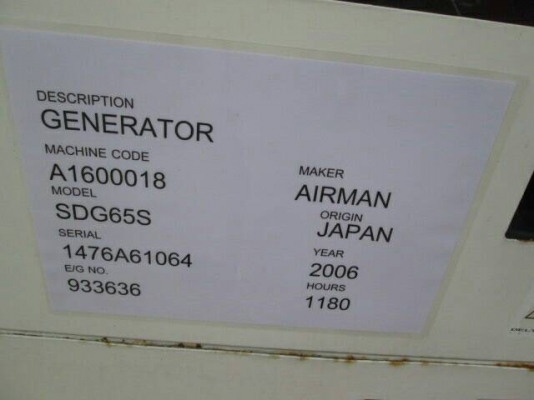 DESCRIPTION
GENERATOR
MACHINE CODE
A1600018
MODEL
SDG65S
SERIAL
1476A61064
E/G NO.
933636
MAKER
AIRMAN
ORIGIN
JAPAN
YEAR
2006
HOURS
1180